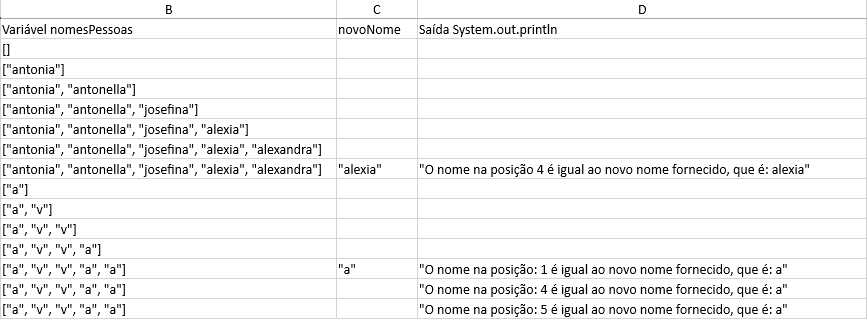 B C D
Variável nomesPessoas novoNome Saída System.out.println
[]
["antonia"]
["antonia", "antonella"]
["antonia", "antonella", "josefina"]
["antonia", "antonella", "josefina", "alexia"]
["antonia", "antonella", "josefina", "alexia", "alexandra"]
["antonia", "antonella", "josefina", "alexia", "alexandra"] "alexia" "O nome na posição 4 é igual ao novo nome fornecido, que é: alexia"
["a"]
["a", "v"]
["a", "v", "v"]
["a", "v", "v", "a"]
["a", "v", "v", "a", "a"] "a" "O nome na posição: 1 é igual ao novo nome fornecido, que é: a"
["a", "v", "v", "a", "a"] "O nome na posição: 4 é igual ao novo nome fornecido, que é: a"
["a", "v", "v", "a", "a"] "O nome na posição: 5 é igual ao novo nome fornecido, que é: a"